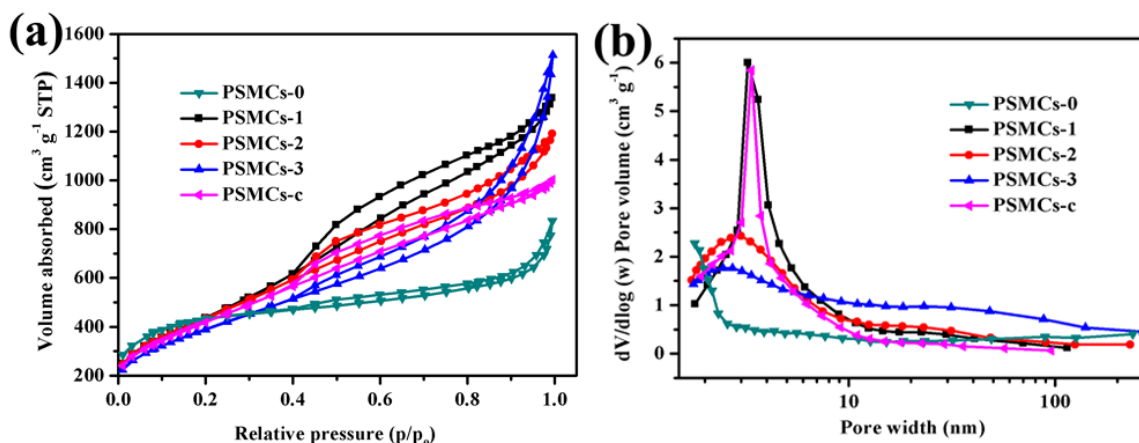 (a)
1600
1400
1200
1000
800
600
400
200
0.0 0.2 0.4 0.6 0.8 1.0
Volume absorbed (cm³ g⁻¹ STP)
Relative pressure (p/p₀)
PSMCs-0
PSMCs-1
PSMCs-2
PSMCs-3
PSMCs-c
(b)
6
5
4
3
2
1
0
10 100
dV/dlog (w) Pore volume (cm³ g⁻¹)
Pore width (nm)
PSMCs-0
PSMCs-1
PSMCs-2
PSMCs-3
PSMCs-c